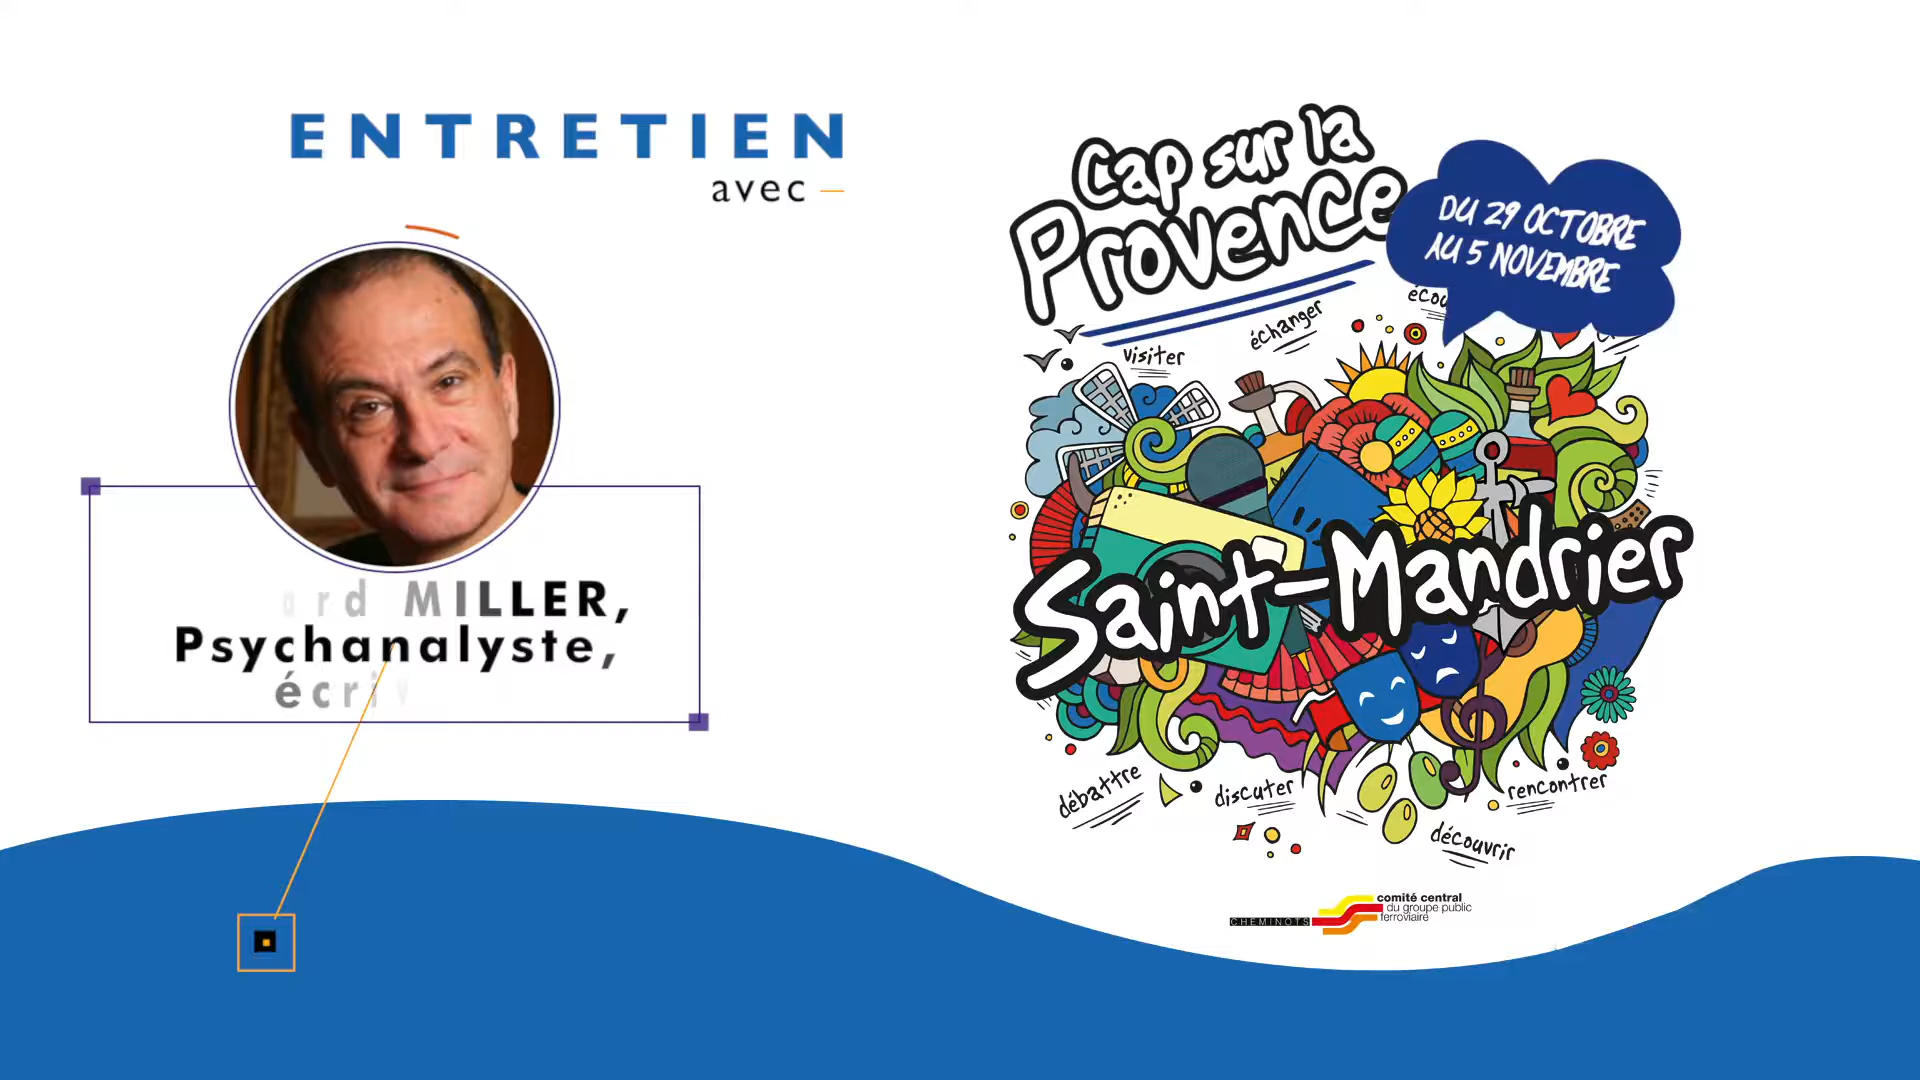 ENTRETIEN
avec
MILLER,
Psychanalyste,
Cap sur la
Provence
DU 29 OCTOBRE
AU 5 NOVEMBRE
visiter
échanger
Saint-Mandrier
débattre
discuter
rencontrer
découvrir
CHEMINOTS
comité central
du groupe public
ferroviaire